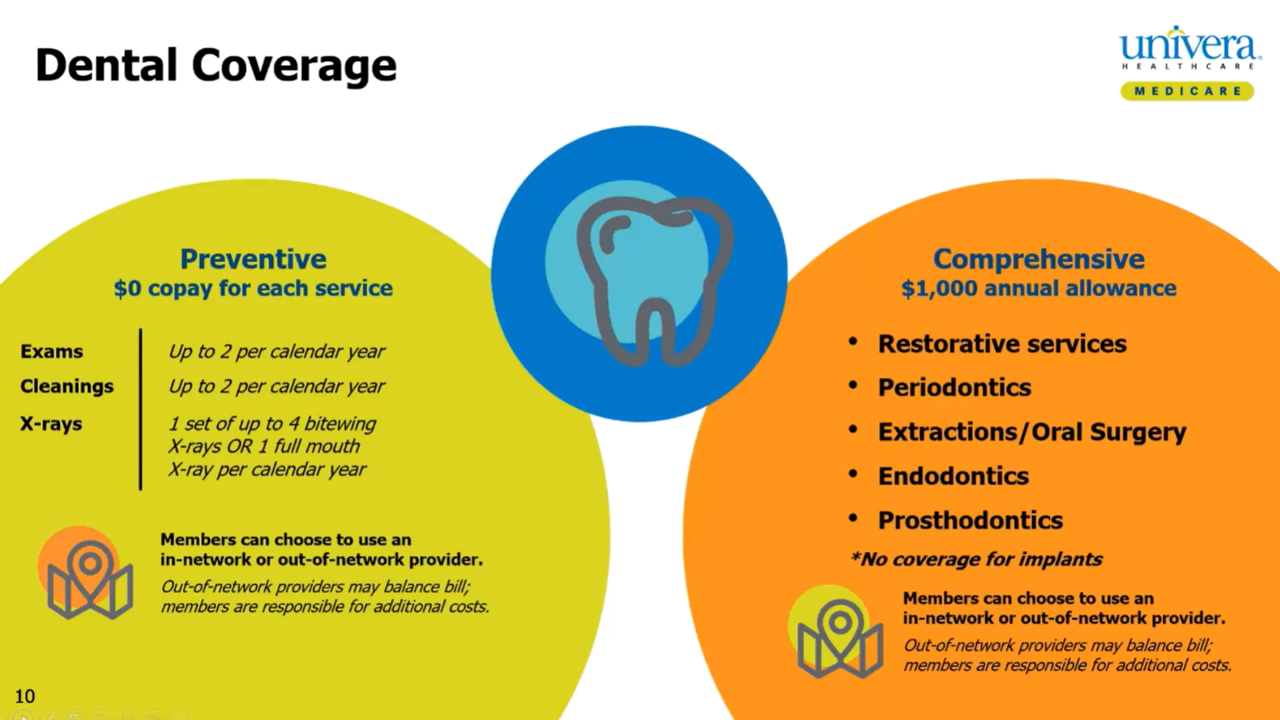 Dental Coverage
univera
HEALTHCARE
MEDICARE
Preventive
$0 copay for each service
Exams
Up to 2 per calendar year
Cleanings
Up to 2 per calendar year
X-rays
1 set of up to 4 bitewing
X-rays OR 1 full mouth
X-ray per calendar year
Members can choose to use an
in-network or out-of-network provider.
Out-of-network providers may balance bill;
members are responsible for additional costs.
Comprehensive
$1,000 annual allowance
• Restorative services
• Periodontics
• Extractions/Oral Surgery
• Endodontics
• Prosthodontics
*No coverage for implants
Members can choose to use an
in-network or out-of-network provider.
Out-of-network providers may balance bill;
members are responsible for additional costs.
10